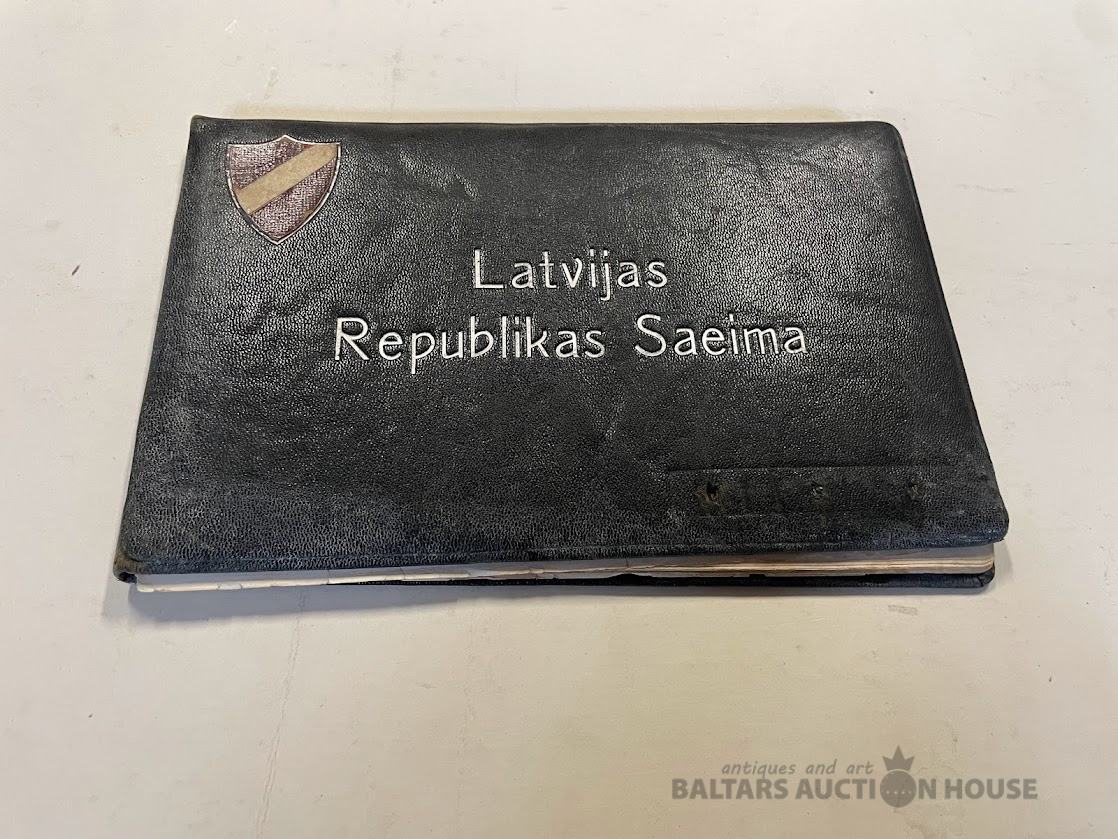 Latvijas
Republikas Saeima
antiques and art
BALTARS AUCTION HOUSE